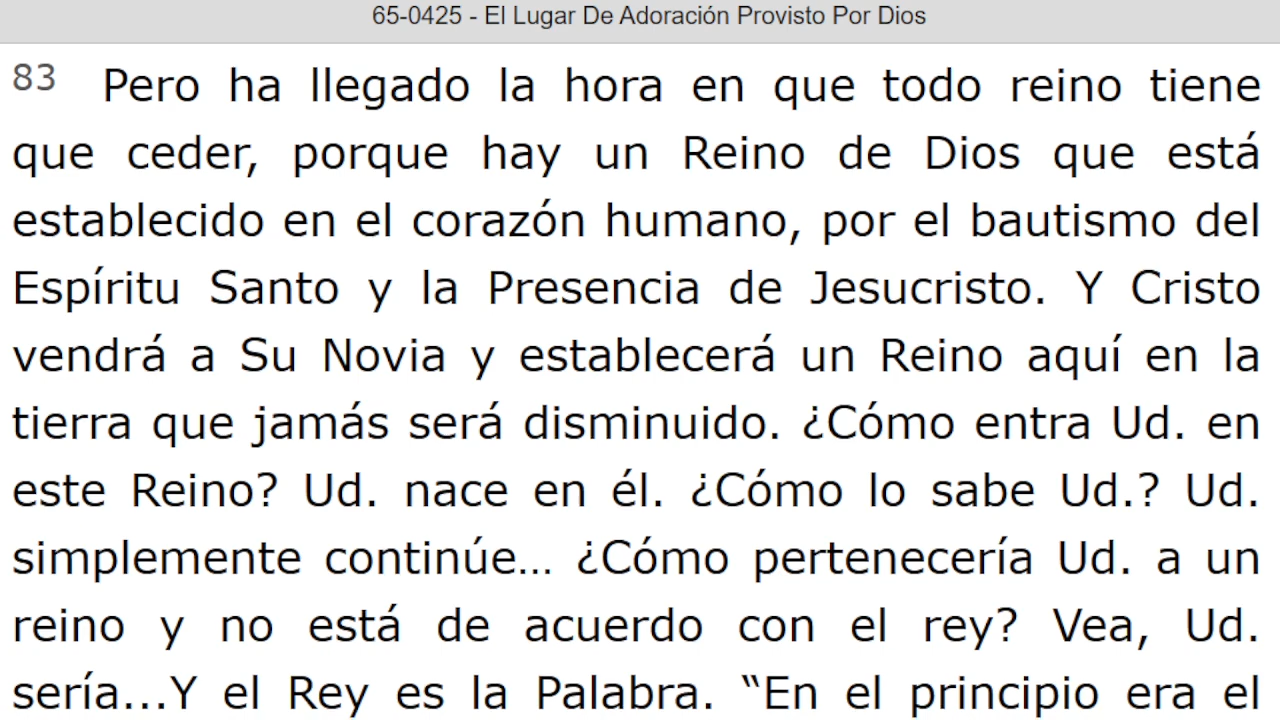 65-0425 - El Lugar De Adoración Provisto Por Dios
83 Pero ha llegado la hora en que todo reino tiene
que ceder, porque hay un Reino de Dios que está
establecido en el corazón humano, por el bautismo del
Espíritu Santo y la Presencia de Jesucristo. Y Cristo
vendrá a Su Novia y establecerá un Reino aquí en la
tierra que jamás será disminuido. ¿Cómo entra Ud. en
este Reino? Ud. nace en él. ¿Cómo lo sabe Ud.? Ud.
simplemente continúe... ¿Cómo pertenecería Ud. a un
reino y no está de acuerdo con el rey? Vea, Ud.
sería...Y el Rey es la Palabra. “En el principio era el